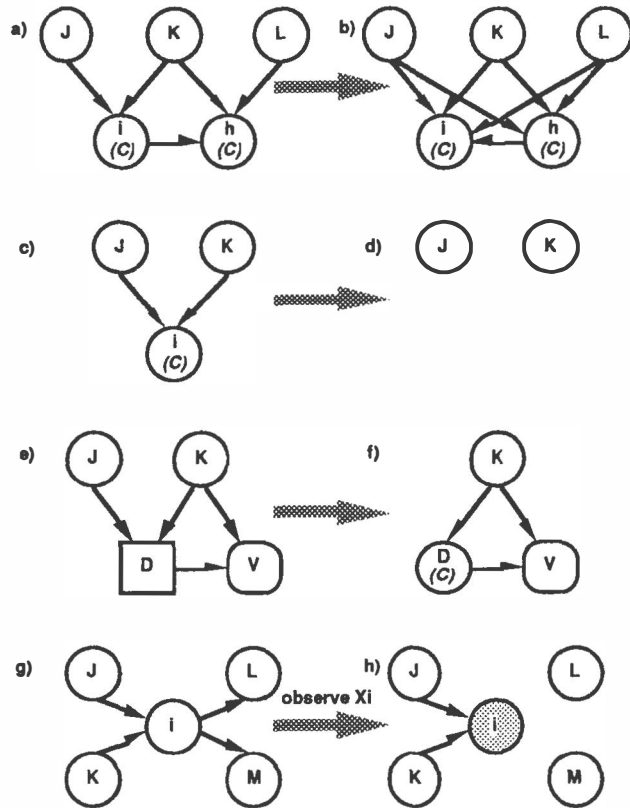 a) J K L b) J K L
i h i h
(C) (C) (C) (C)
c) J K d) J K
i
(C)
e) J K f) K
D V D V
(C)
g) J L h) J L
observe Xi
i i
K M K M